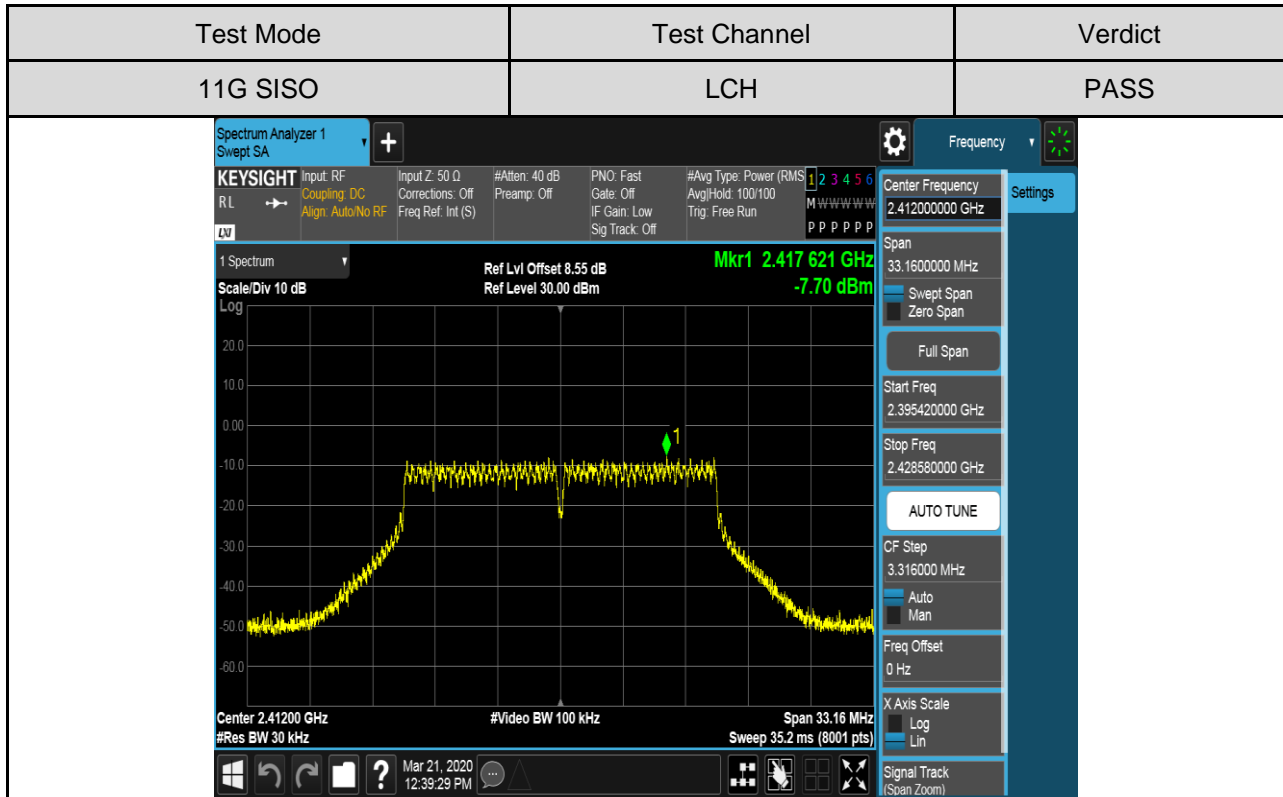 Test Mode Test Channel Verdict
11G SISO LCH PASS
Spectrum Analyzer 1
Swept SA
+
Frequency
KEYSIGHT Input: RF Input Z: 50 Ω #Atten: 40 dB PNO: Fast #Avg Type: Power (RMS 1 2 3 4 5 6
Coupling: DC Corrections: Off Preamp: Off Gate: Off Avg|Hold: 100/100 M W W W W W
RL Align: Auto/No RF Freq Ref: Int (S) IF Gain: Low Trig: Free Run
LXI Sig Track: Off P P P P P P
Center Frequency
2.412000000 GHz
Settings
1 Spectrum Ref Lvl Offset 8.55 dB Mkr1 2.417 621 GHz
Scale/Div 10 dB Ref Level 30.00 dBm -7.70 dBm
Log
20.0
10.0
0.00
1
-10.0
-20.0
-30.0
-40.0
-50.0
-60.0
Center 2.41200 GHz #Video BW 100 kHz Span 33.16 MHz
#Res BW 30 kHz Sweep 35.2 ms (8001 pts)
Span
33.1600000 MHz
Swept Span
Zero Span
Full Span
Start Freq
2.395420000 GHz
Stop Freq
2.428580000 GHz
AUTO TUNE
CF Step
3.316000 MHz
Auto
Man
Freq Offset
0 Hz
X Axis Scale
Log
Lin
Signal Track
(Span Zoom)
? Mar 21, 2020
12:39:29 PM